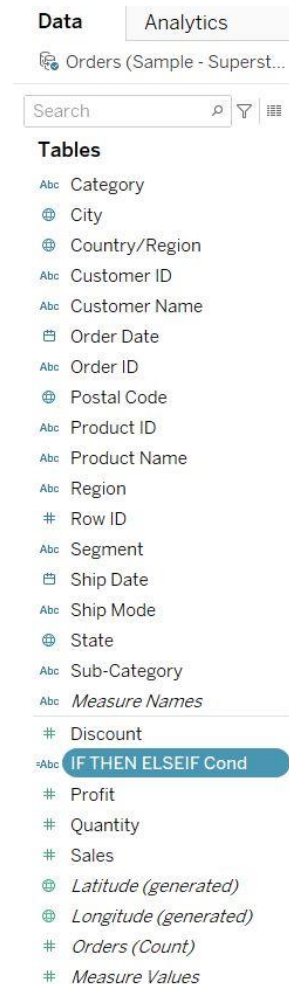 Data
Analytics
Orders (Sample - Superst...
Search
Tables
Abc Category
City
Country/Region
Abc Customer ID
Abc Customer Name
Order Date
Abc Order ID
Postal Code
Abc Product ID
Abc Product Name
Abc Region
# Row ID
Abc Segment
Ship Date
Abc Ship Mode
State
Abc Sub-Category
Abc Measure Names
# Discount
=Abc IF THEN ELSEIF Cond
# Profit
# Quantity
# Sales
Latitude (generated)
Longitude (generated)
# Orders (Count)
# Measure Values